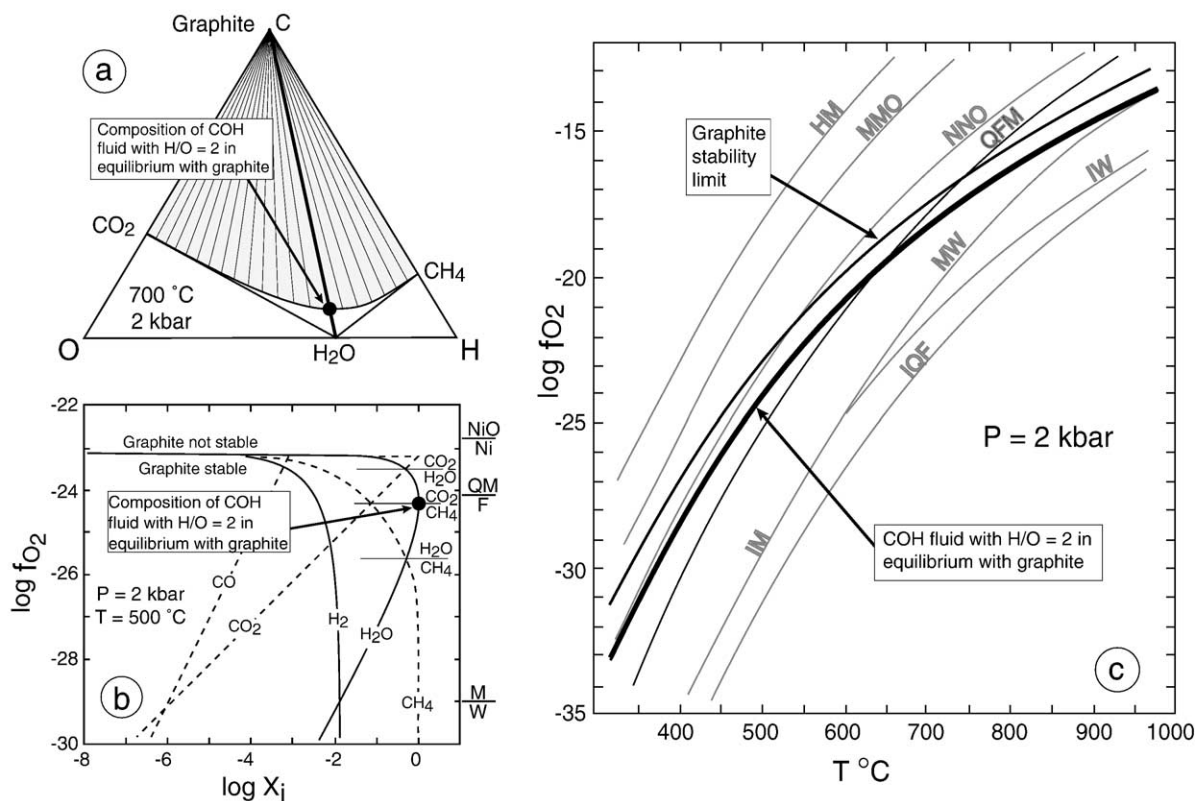 a
Graphite C
Composition of COH
fluid with H/O = 2 in
equilibrium with graphite
CO2
CH4
700 ˚C
2 kbar
O
H2O
H
b
log fO2
-22
-24
-26
-28
-30
Graphite not stable
Graphite stable
Composition of COH
fluid with H/O = 2 in
equilibrium with graphite
P = 2 kbar
T = 500 ˚C
CO
CO2
H2
H2O
CH4
CO2
H2O
CO2
CH4
H2O
CH4
NiO
Ni
QM
F
M
W
-8 -6 -4 -2 0
log Xi
c
log fO2
-15
-20
-25
-30
-35
HM
MMO
NNO
QFM
IW
MW
IQF
IM
Graphite
stability
limit
P = 2 kbar
COH fluid with H/O = 2 in
equilibrium with graphite
400 500 600 700 800 900 1000
T ˚C